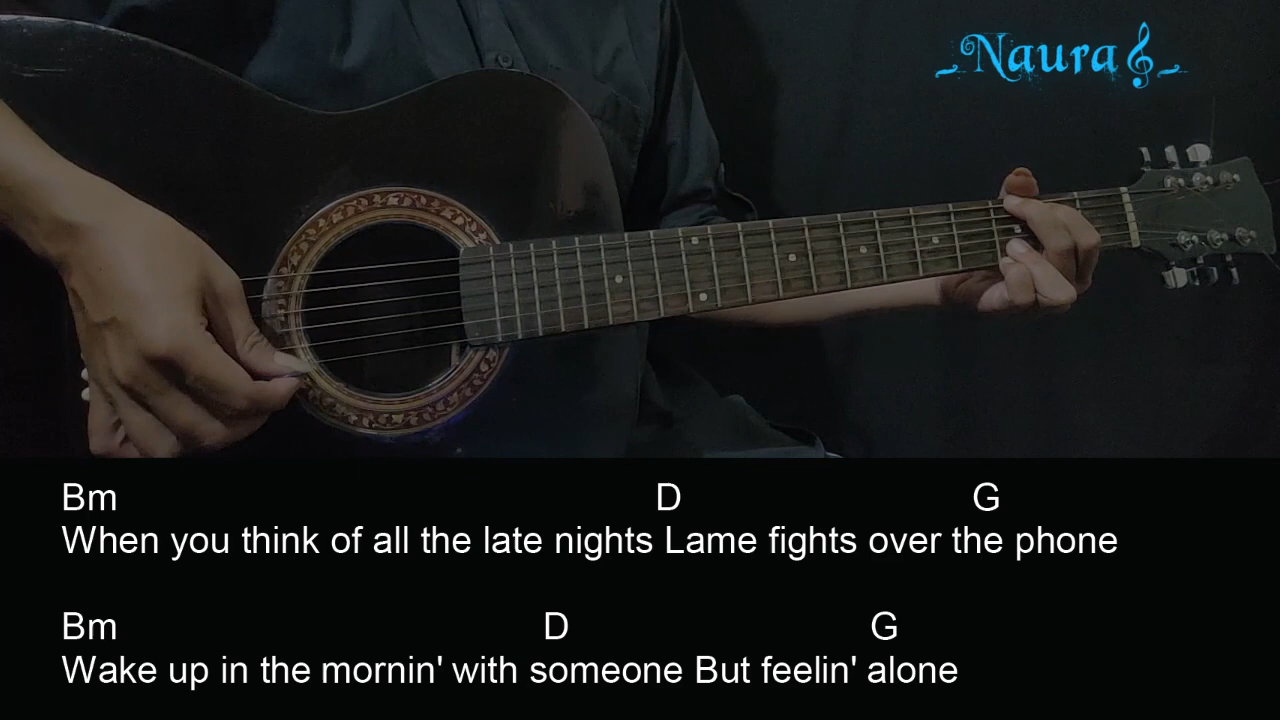 Naura
Bm D G
When you think of all the late nights Lame fights over the phone
Bm D G
Wake up in the mornin' with someone But feelin' alone